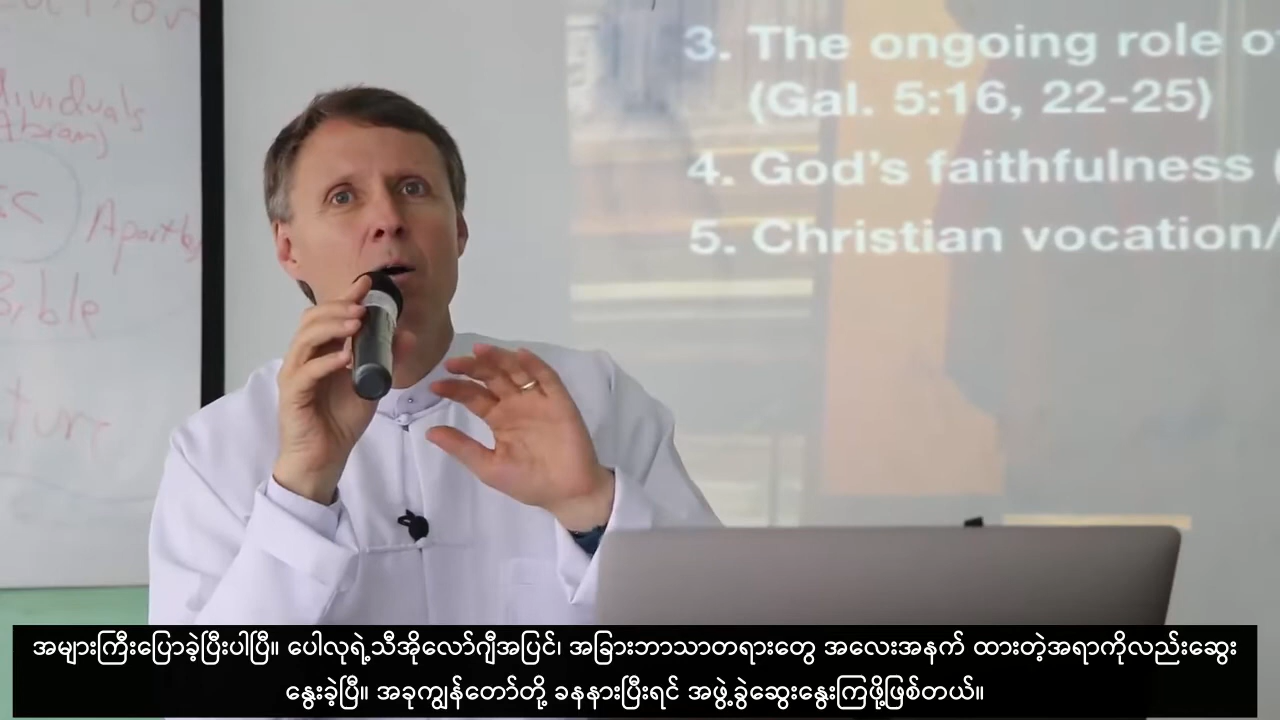 3. The ongoing role
(Gal. 5:16, 22-25)
4. God's faithfulness (
5. Christian vocation/
Bible
အများကြီးပြောခဲ့ပြီးပါပြီ။ ပေါလုရဲ့သီအိုလော်ဂျီအပြင်၊ အခြားဘာသာတရားတွေ အလေးအနက် ထားတဲ့အရာကိုလည်းဆွေး
နွေးခဲ့ပြီ။ အခုကျွန်တော်တို့ ခနနားပြီးရင် အဖွဲ့ခွဲဆွေးနွေးကြဖို့ဖြစ်တယ်။